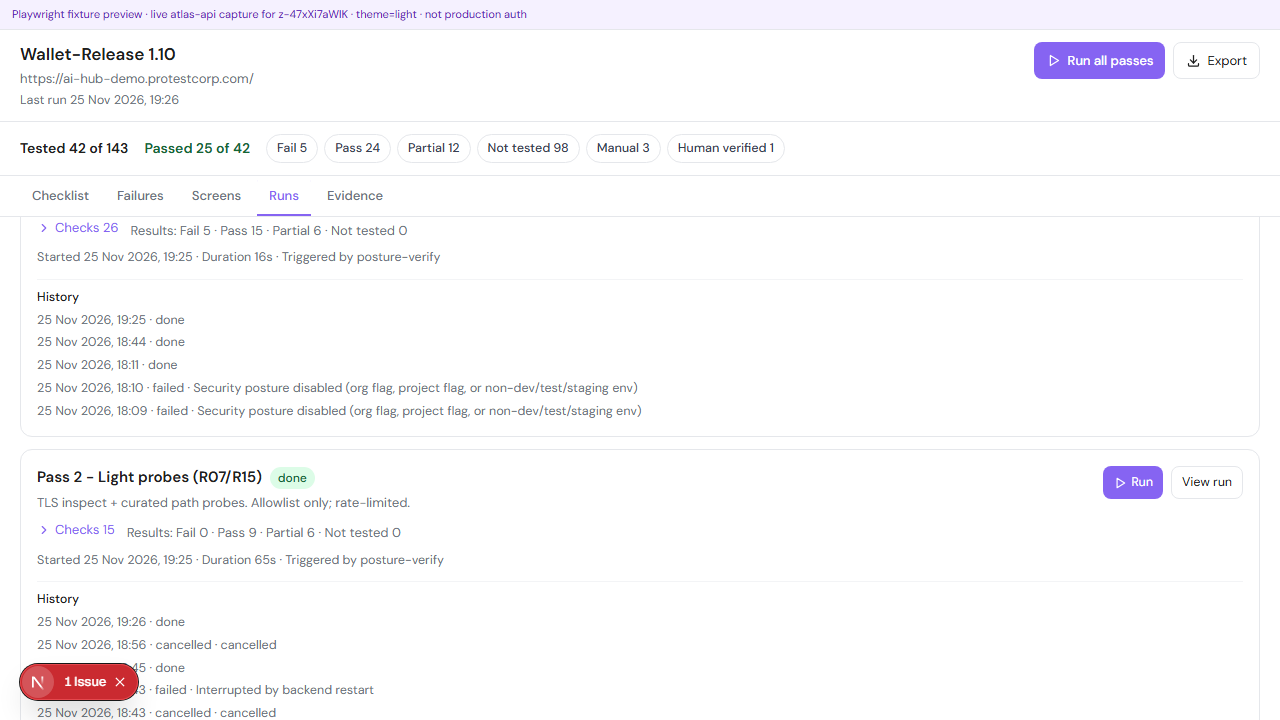 Playwright fixture preview · live atlas-api capture for z-47xXi7aWlK · theme=light · not production auth
Wallet-Release 1.10
https://ai-hub-demo.protestcorp.com/
Last run 25 Nov 2026, 19:26
Run all passes
Export
Tested 42 of 143
Passed 25 of 42
Fail 5
Pass 24
Partial 12
Not tested 98
Manual 3
Human verified 1
Checklist
Failures
Screens
Runs
Evidence
Checks 26
Results: Fail 5 · Pass 15 · Partial 6 · Not tested 0
Started 25 Nov 2026, 19:25 · Duration 16s · Triggered by posture-verify
History
25 Nov 2026, 19:25 · done
25 Nov 2026, 18:44 · done
25 Nov 2026, 18:11 · done
25 Nov 2026, 18:10 · failed · Security posture disabled (org flag, project flag, or non-dev/test/staging env)
25 Nov 2026, 18:09 · failed · Security posture disabled (org flag, project flag, or non-dev/test/staging env)
Pass 2 - Light probes (R07/R15)
done
Run
View run
TLS inspect + curated path probes. Allowlist only; rate-limited.
Checks 15
Results: Fail 0 · Pass 9 · Partial 6 · Not tested 0
Started 25 Nov 2026, 19:25 · Duration 65s · Triggered by posture-verify
History
25 Nov 2026, 19:26 · done
25 Nov 2026, 18:56 · cancelled · cancelled
45 · done
3 · failed · Interrupted by backend restart
25 Nov 2026, 18:43 · cancelled · cancelled
N
1 Issue